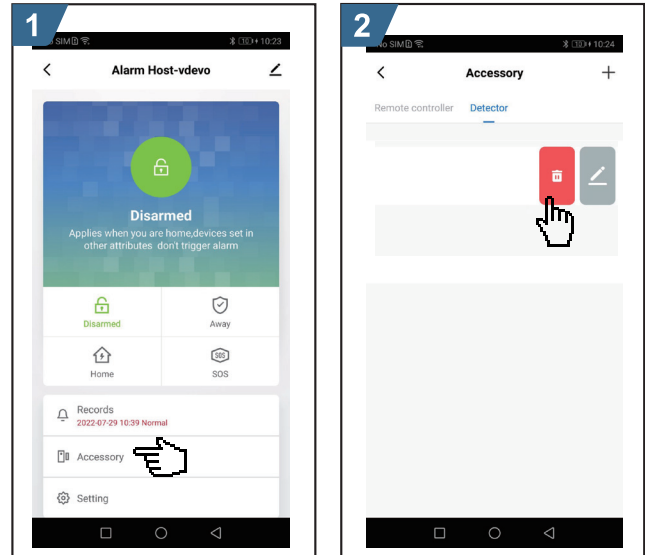 1
o SIM
10:23
Alarm Host-vdevo
Disarmed
Applies when you are home,devices set in
other attributes don't trigger alarm
Disarmed
Away
Home
SOS
SOS
Records
2022-07-29 10:39 Normal
Accessory
Setting
2
No SIM
10:24
Accessory
Remote controller
Detector